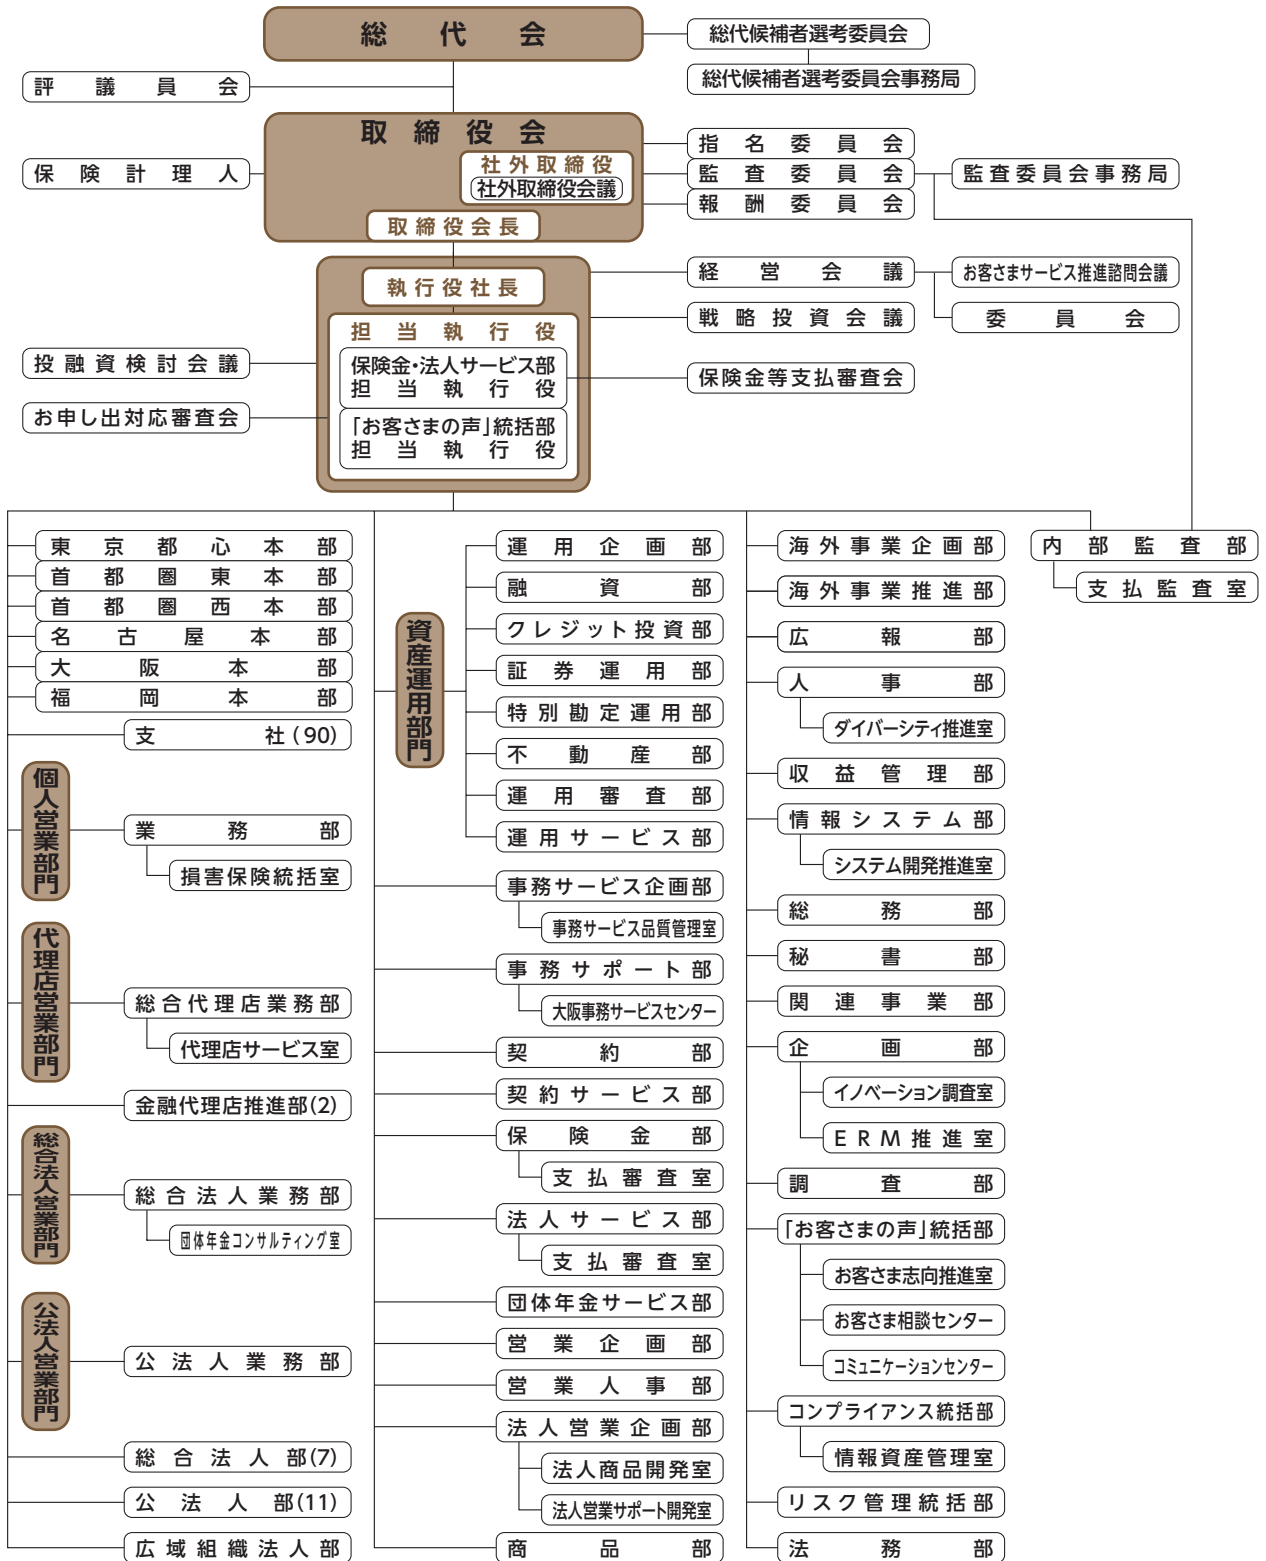 総代会
総代候補者選考委員会
総代候補者選考委員会事務局
評議員会
取締役会
社外取締役
社外取締役会議
取締役会長
保険計理人
指名委員会
監査委員会
監査委員会事務局
報酬委員会
執行役社長
担当執行役
保険金・法人サービス部
担当執行役
「お客さまの声」統括部
担当執行役
経営会議
お客さまサービス推進諮問会議
委員会
戦略投資会議
投融資検討会議
保険金等支払審査会
お申し出対応審査会
東京都心本部
首都圏東本部
首都圏西本部
名古屋本部
大阪本部
福岡本部
支社(90)
個人営業部門
業務部
損害保険統括室
代理店営業部門
総合代理店業務部
代理店サービス室
金融代理店推進部(2)
総合法人営業部門
総合法人業務部
団体年金コンサルティング室
公法人営業部門
公法人業務部
総合法人部(7)
公法人部(11)
広域組織法人部
資産運用部門
運用企画部
融資部
クレジット投資部
証券運用部
特別勘定運用部
不動産部
運用審査部
運用サービス部
事務サービス企画部
事務サービス品質管理室
事務サポート部
大阪事務サービスセンター
契約部
契約サービス部
保険金部
支払審査室
法人サービス部
支払審査室
団体年金サービス部
営業企画部
営業人事部
法人営業企画部
法人商品開発室
法人営業サポート開発室
商品部
海外事業企画部
海外事業推進部
広報部
人事部
ダイバーシティ推進室
収益管理部
情報システム部
システム開発推進室
総務部
秘書部
関連事業部
企画部
イノベーション調査室
ERM推進室
調査部
「お客さまの声」統括部
お客さま志向推進室
お客さま相談センター
コミュニケーションセンター
コンプライアンス統括部
情報資産管理室
リスク管理統括部
法務部
内部監査部
支払監査室